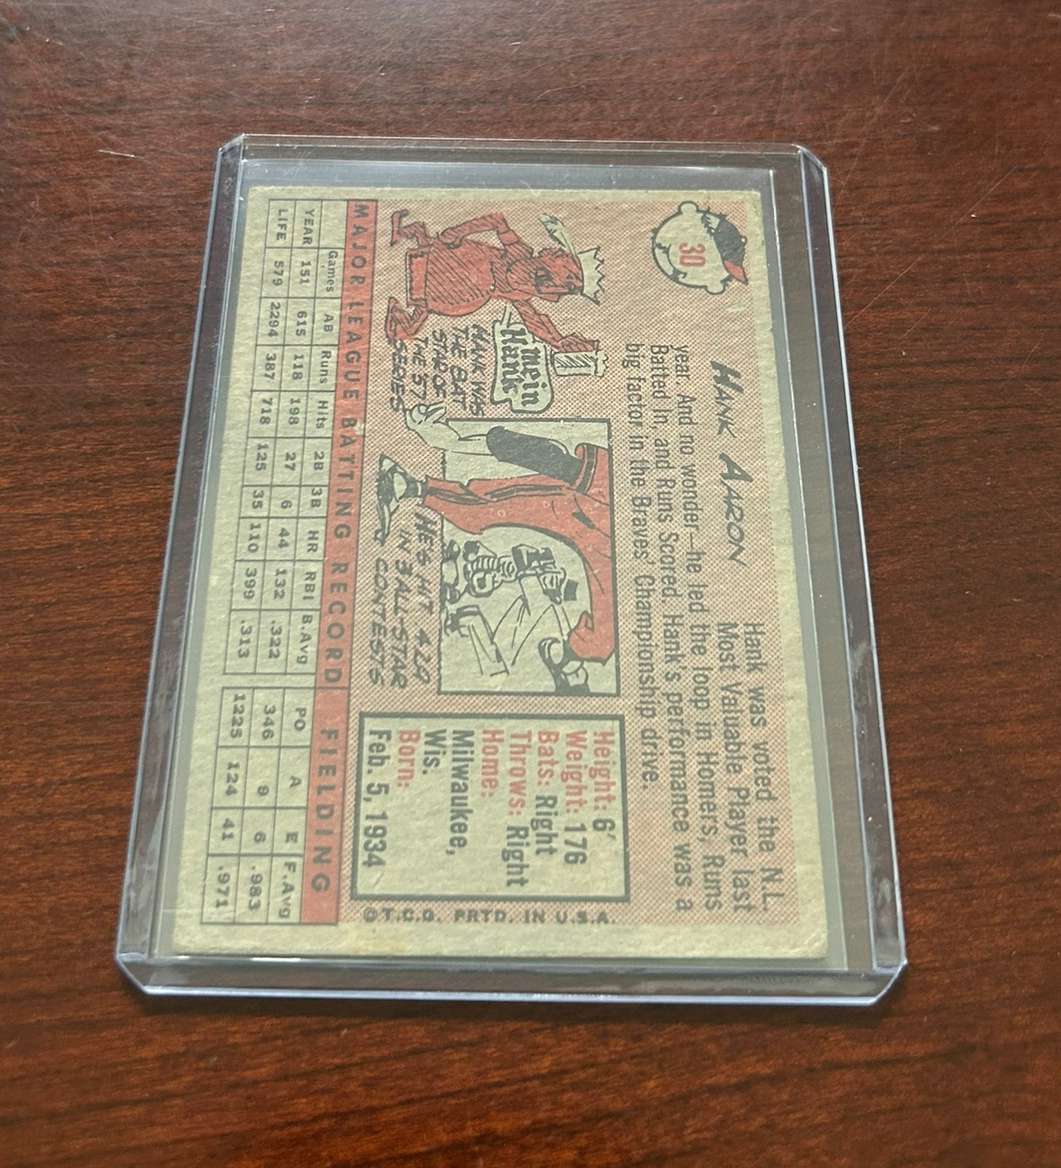 30
HANK AARON
Hank was voted the N.L.
Most Valuable Player last
year. And no wonder—he led the loop in Homers, Runs
Batted In, and Runs Scored. Hank's performance was a
big factor in the Braves' Championship drive.
mein
Hank
HANK WAS
THE BAT
STAR OF
THE '57
SERIES
HE'S HIT .410
IN 3 ALL-STAR
CONTESTS
Height: 6'
Weight: 176
Bats: Right
Throws: Right
Home:
Milwaukee,
Wis.
Born:
Feb. 5, 1934
©T.C.G. PRTD. IN U.S.A.
MAJOR LEAGUE BATTING RECORD FIELDING
Games AB Runs Hits 2B 3B HR RBI B.Avg PO A E F.Avg
YEAR 151 615 118 198 27 6 44 132 .322 346 9 6 .983
LIFE 579 2294 387 718 125 35 110 399 .313 1225 124 41 .971